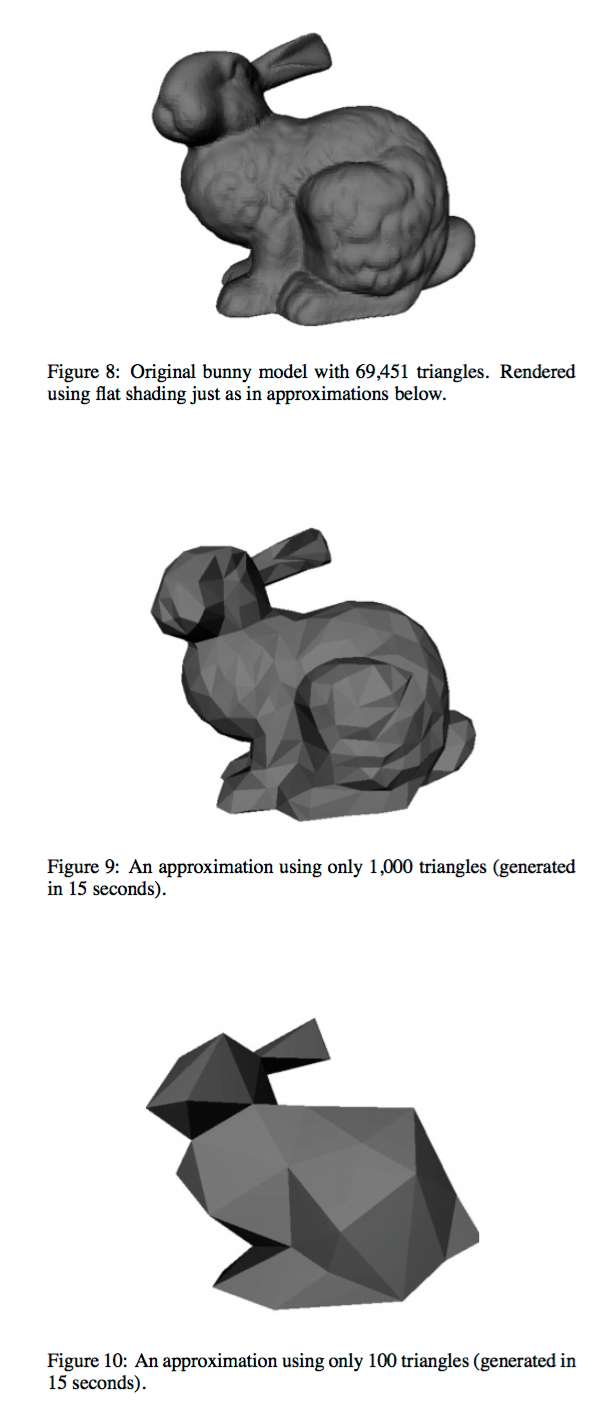 Figure 8: Original bunny model with 69,451 triangles. Rendered
using flat shading just as in approximations below.
Figure 9: An approximation using only 1,000 triangles (generated
in 15 seconds).
Figure 10: An approximation using only 100 triangles (generated in
15 seconds).